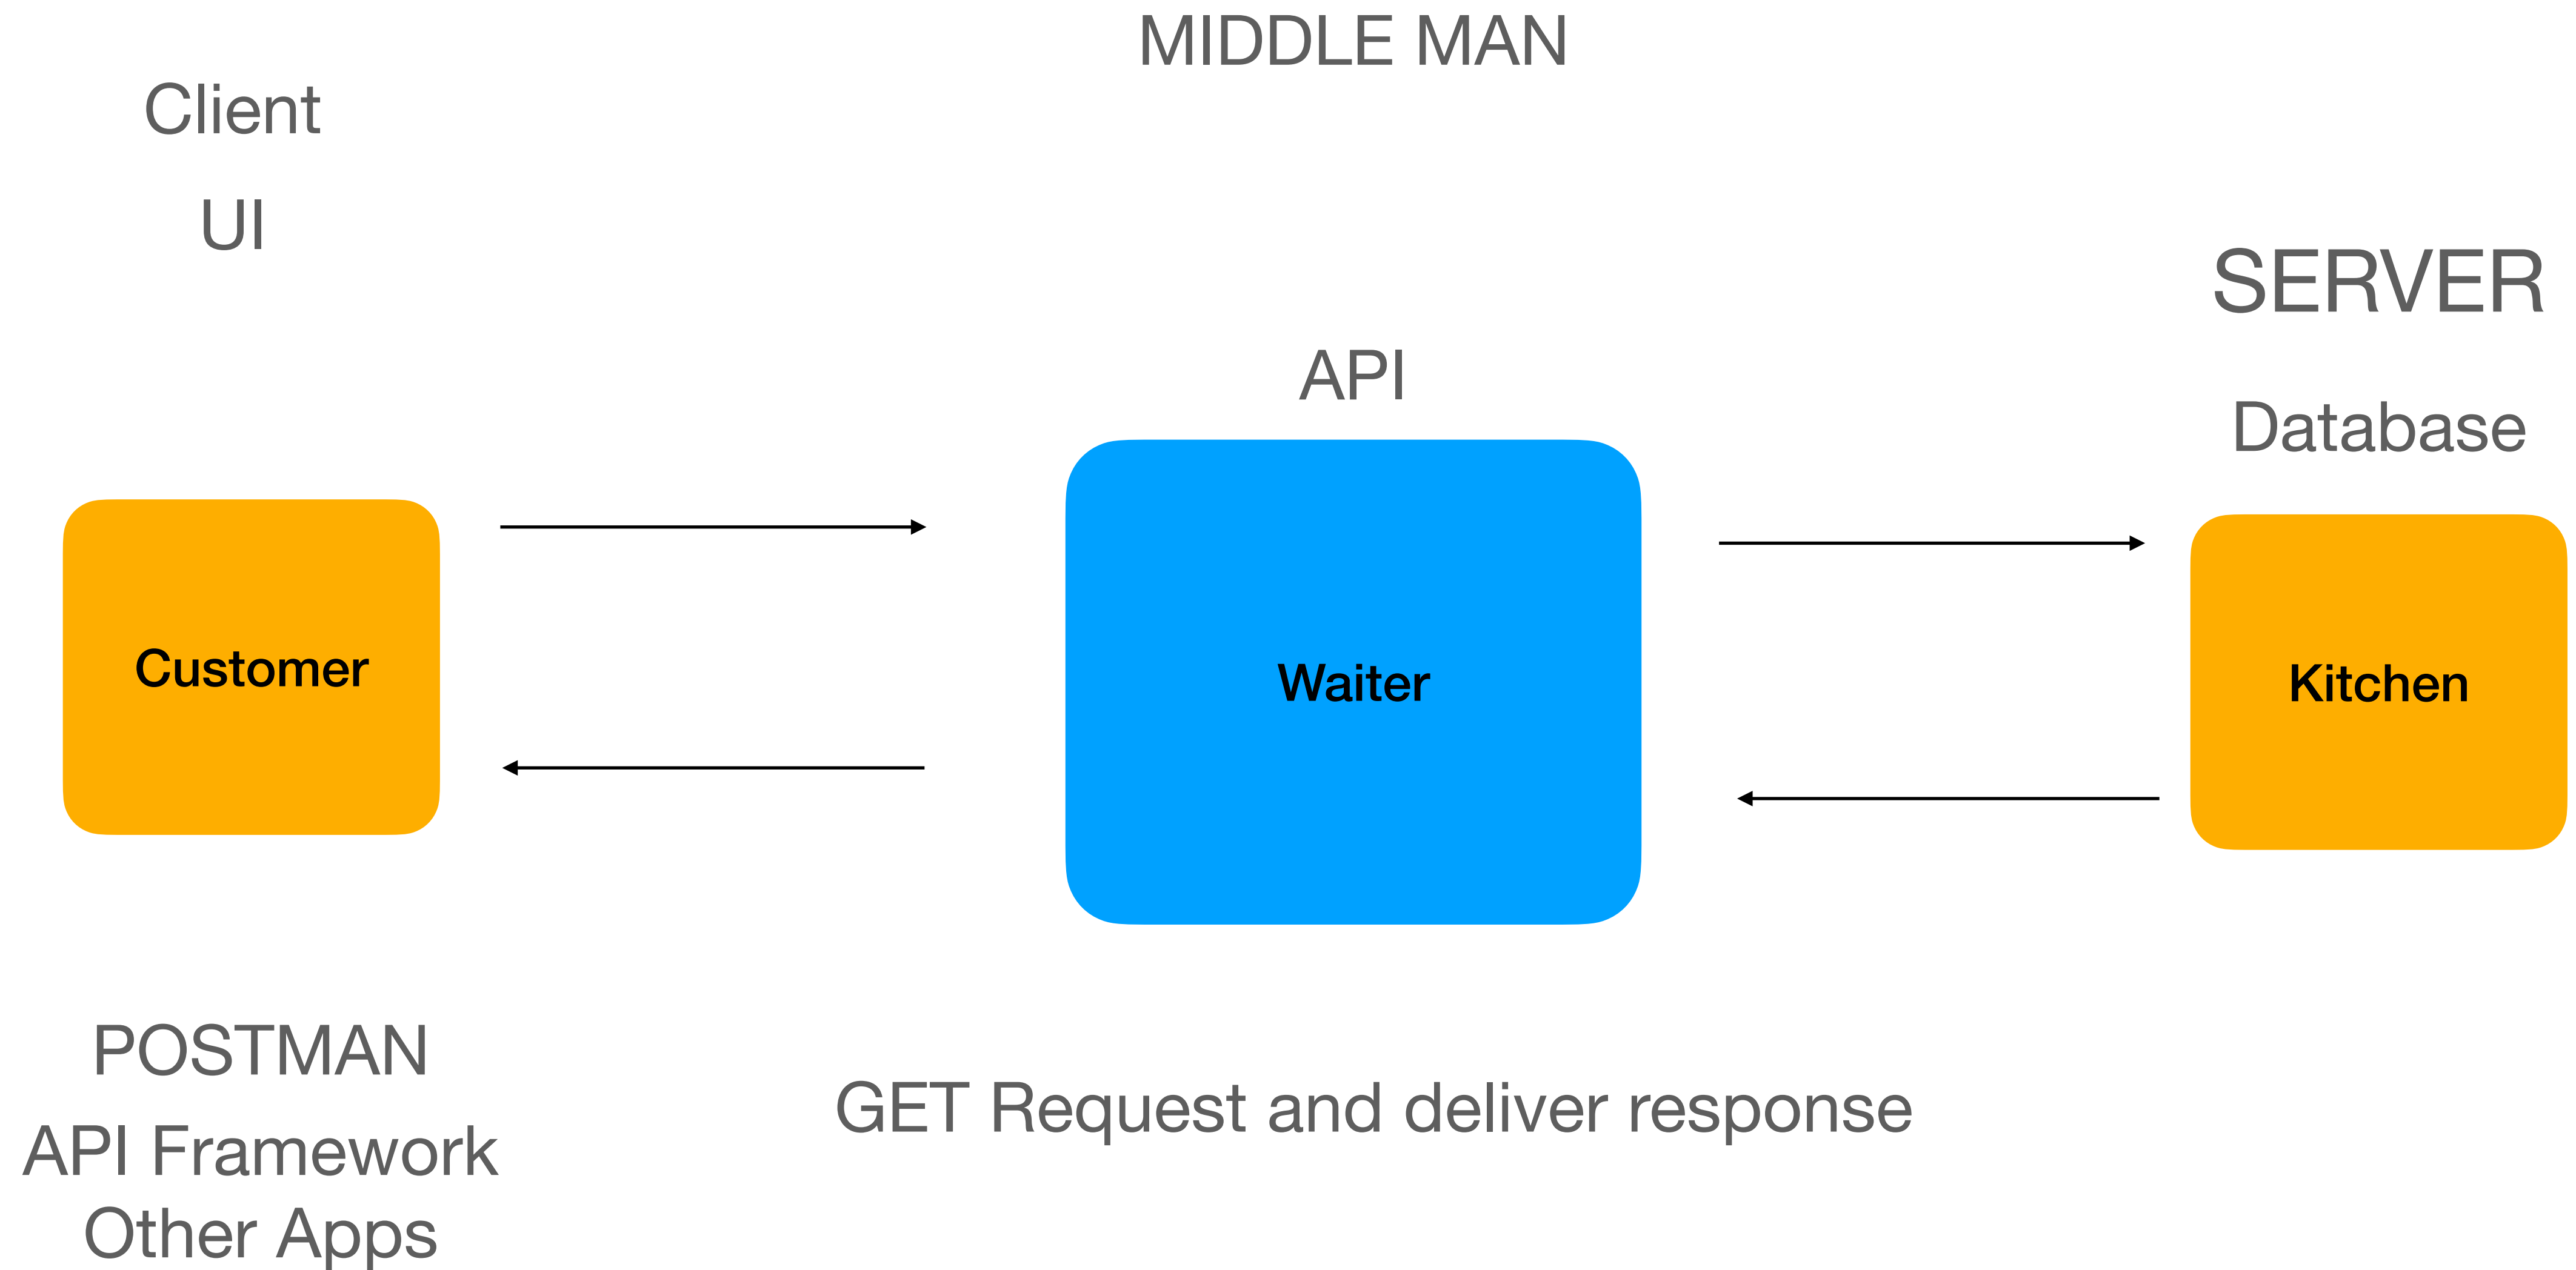 MIDDLE MAN
Client
UI
SERVER
API
Database
Customer
Waiter
Kitchen
POSTMAN
API Framework
Other Apps
GET Request and deliver response